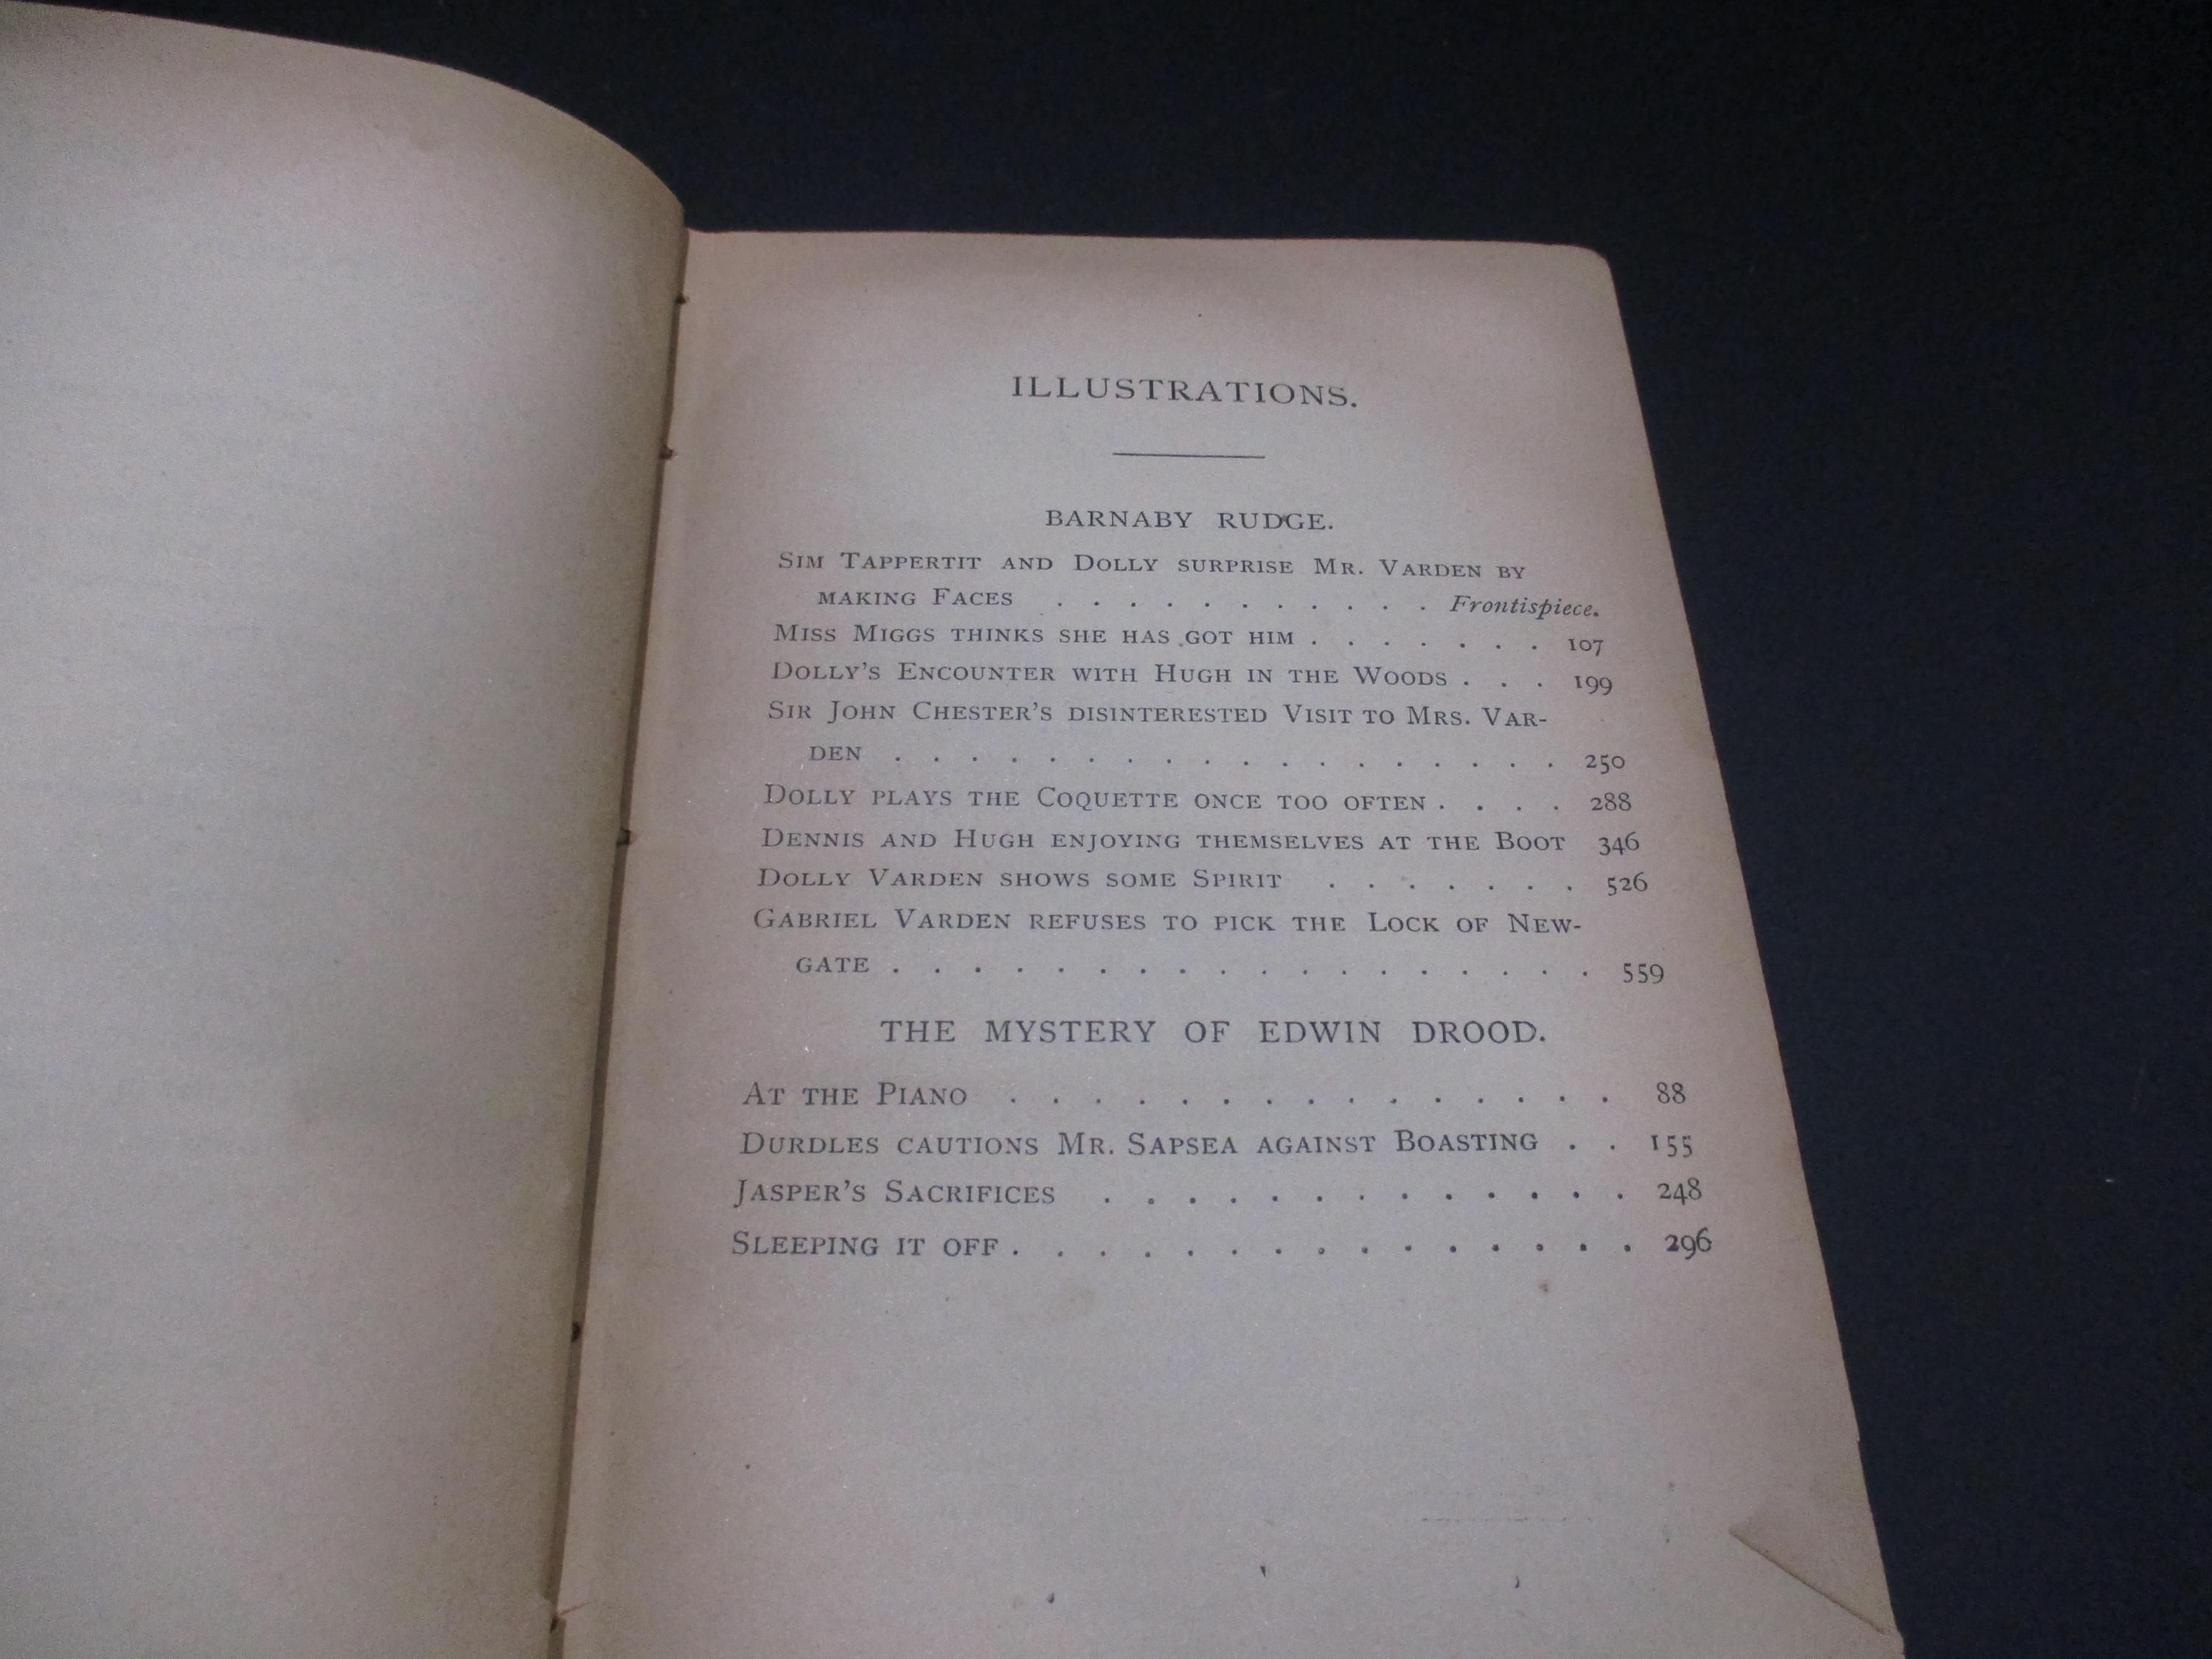 ILLUSTRATIONS.
BARNABY RUDGE.
SIM TAPPERTIT AND DOLLY SURPRISE MR. VARDEN BY
MAKING FACES . . . . . . . . . . . Frontispiece.
MISS MIGGS THINKS SHE HAS GOT HIM . . . . . . . 107
DOLLY'S ENCOUNTER WITH HUGH IN THE WOODS . . . 199
SIR JOHN CHESTER'S DISINTERESTED VISIT TO MRS. VAR-
DEN . . . . . . . . . . . . . . . . . . 250
DOLLY PLAYS THE COQUETTE ONCE TOO OFTEN . . . . 288
DENNIS AND HUGH ENJOYING THEMSELVES AT THE BOOT 346
DOLLY VARDEN SHOWS SOME SPIRIT . . . . . . . 526
GABRIEL VARDEN REFUSES TO PICK THE LOCK OF NEW-
GATE . . . . . . . . . . . . . . . . . . 559
THE MYSTERY OF EDWIN DROOD.
AT THE PIANO . . . . . . . . . . . . . . . 88
DURDLES CAUTIONS MR. SAPSEA AGAINST BOASTING . . 155
JASPER'S SACRIFICES . . . . . . . . . . . . . 248
SLEEPING IT OFF . . . . . . . . . . . . . . . . 296